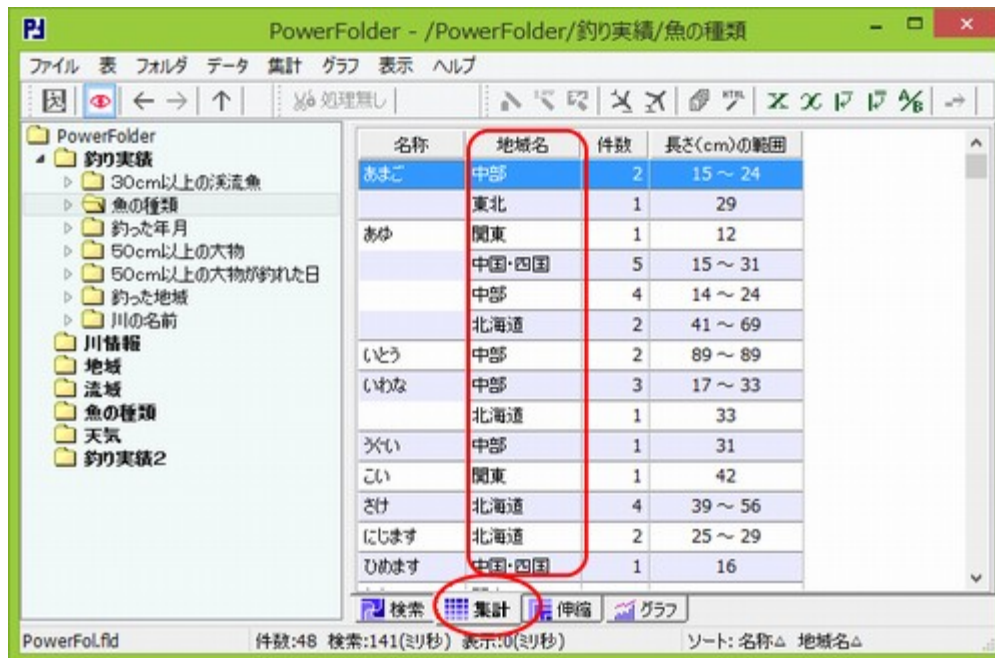 PowerFolder - /PowerFolder/釣り実績/魚の種類
ファイル 表 フォルダ データ 集計 グラフ 表示 ヘルプ
処理無し
PowerFolder
釣り実績
30cm以上の渓流魚
魚の種類
釣った年月
50cm以上の大物
50cm以上の大物が釣れた日
釣った地域
川の名前
川情報
地域
流域
魚の種類
天気
釣り実績2
名称 地域名 件数 長さ(cm)の範囲
あまご 中部 2 15 ～ 24
東北 1 29
あゆ 関東 1 12
中国・四国 5 15 ～ 31
中部 4 14 ～ 24
北海道 2 41 ～ 69
いとう 中部 2 89 ～ 89
いわな 中部 3 17 ～ 33
北海道 1 33
うぐい 中部 1 31
こい 関東 1 42
さけ 北海道 4 39 ～ 56
にじます 北海道 2 25 ～ 29
ひめます 中国・四国 1 16
検索 集計 伸縮 グラフ
PowerFol.fld 件数:48 検索:141(ミリ秒) 表示:0(ミリ秒) ソート: 名称△ 地域名△